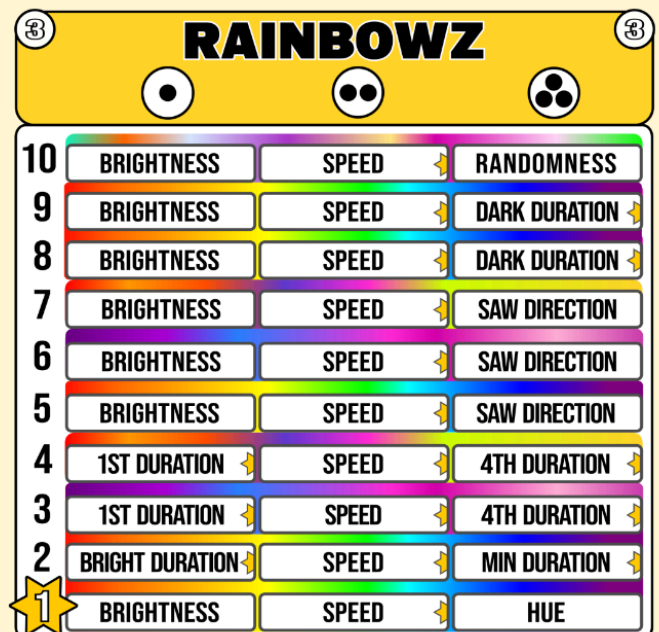 3 RAINBOWZ 3
10 BRIGHTNESS SPEED RANDOMNESS
9 BRIGHTNESS SPEED DARK DURATION
8 BRIGHTNESS SPEED DARK DURATION
7 BRIGHTNESS SPEED SAW DIRECTION
6 BRIGHTNESS SPEED SAW DIRECTION
5 BRIGHTNESS SPEED SAW DIRECTION
4 1ST DURATION SPEED 4TH DURATION
3 1ST DURATION SPEED 4TH DURATION
2 BRIGHT DURATION SPEED MIN DURATION
1 BRIGHTNESS SPEED HUE